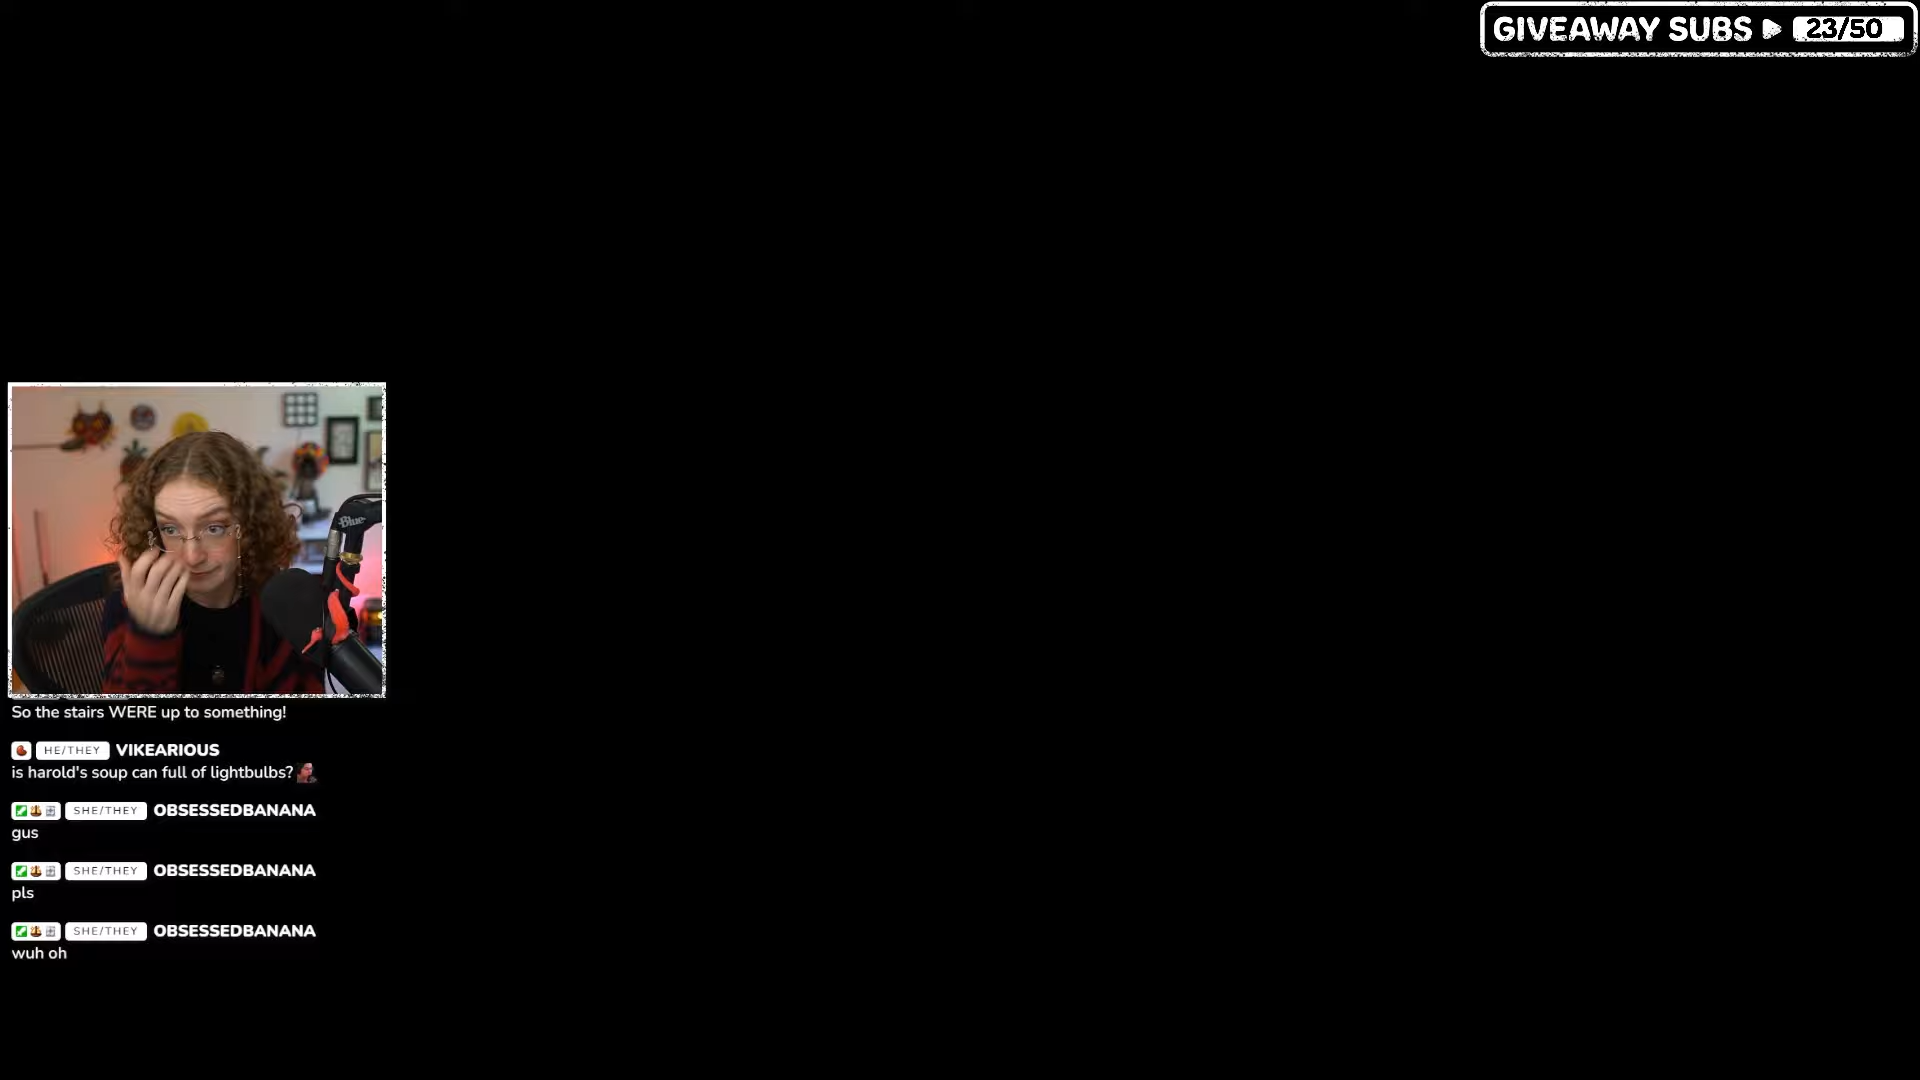 GIVEAWAY SUBS 23/50
Blue
So the stairs WERE up to something!
HE/THEY VIKEARIOUS
is harold's soup can full of lightbulbs?
SHE/THEY OBSESSEDBANANA
gus
SHE/THEY OBSESSEDBANANA
pls
SHE/THEY OBSESSEDBANANA
wuh oh